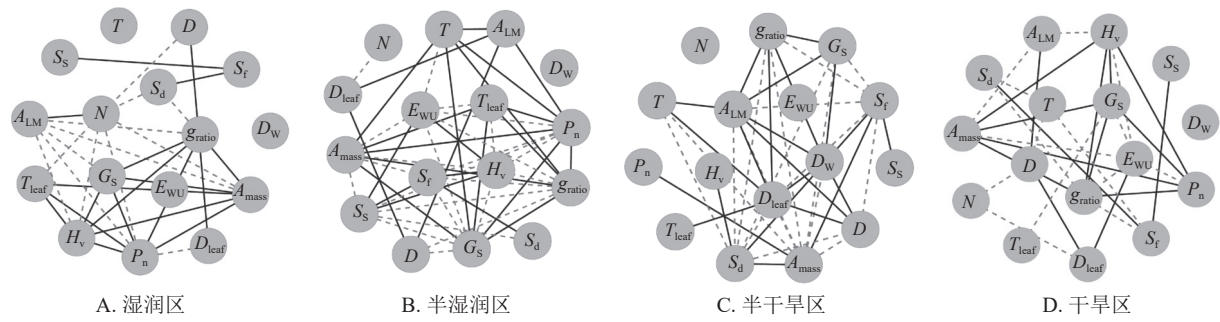 T D
S_S S_f
S_d
A_LM N g_ratio D_W
T_leaf G_S E_WU A_mass
H_v P_n D_leaf
A. 湿润区
T A_LM
N D_W
D_leaf E_WU T_leaf P_n
A_mass S_f H_v g_ratio
S_S D G_S S_d
B. 半湿润区
g_ratio G_S
N
T A_LM E_WU S_f
P_n H_v D_W S_S
T_leaf D_leaf D
S_d A_mass
C. 半干旱区
A_LM H_v
S_d S_S
T G_S D_W
A_mass D E_WU
N g_ratio P_n
T_leaf D_leaf S_f
D. 干旱区